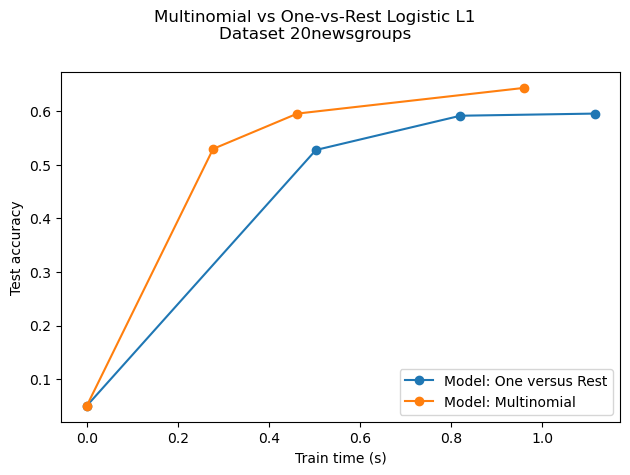 Multinomial vs One-vs-Rest Logistic L1
Dataset 20newsgroups
0.6
0.5
0.4
0.3
0.2
0.1
Test accuracy
0.0 0.2 0.4 0.6 0.8 1.0
Train time (s)
Model: One versus Rest
Model: Multinomial